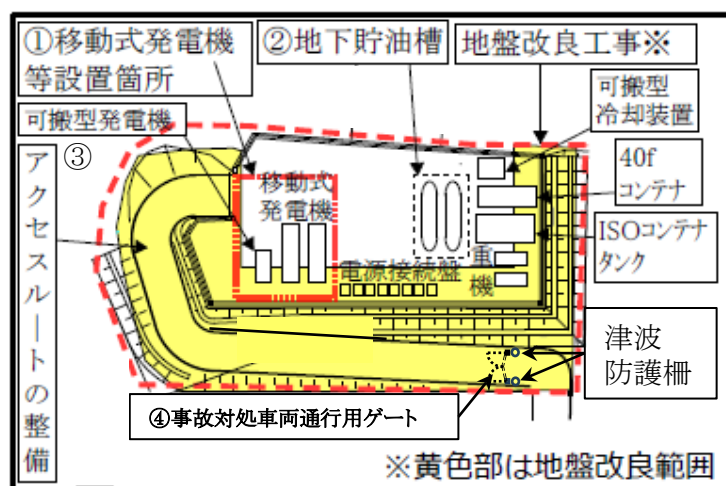 ①移動式発電機
等設置箇所
②地下貯油槽
地盤改良工事※
可搬型
冷却装置
可搬型発電機
③
アクセスルートの整備
移動式
発電機
40f
コンテナ
ISOコンテナ
タンク
重機
電源接続盤
津波
防護柵
④事故対処車両通行用ゲート
※黄色部は地盤改良範囲